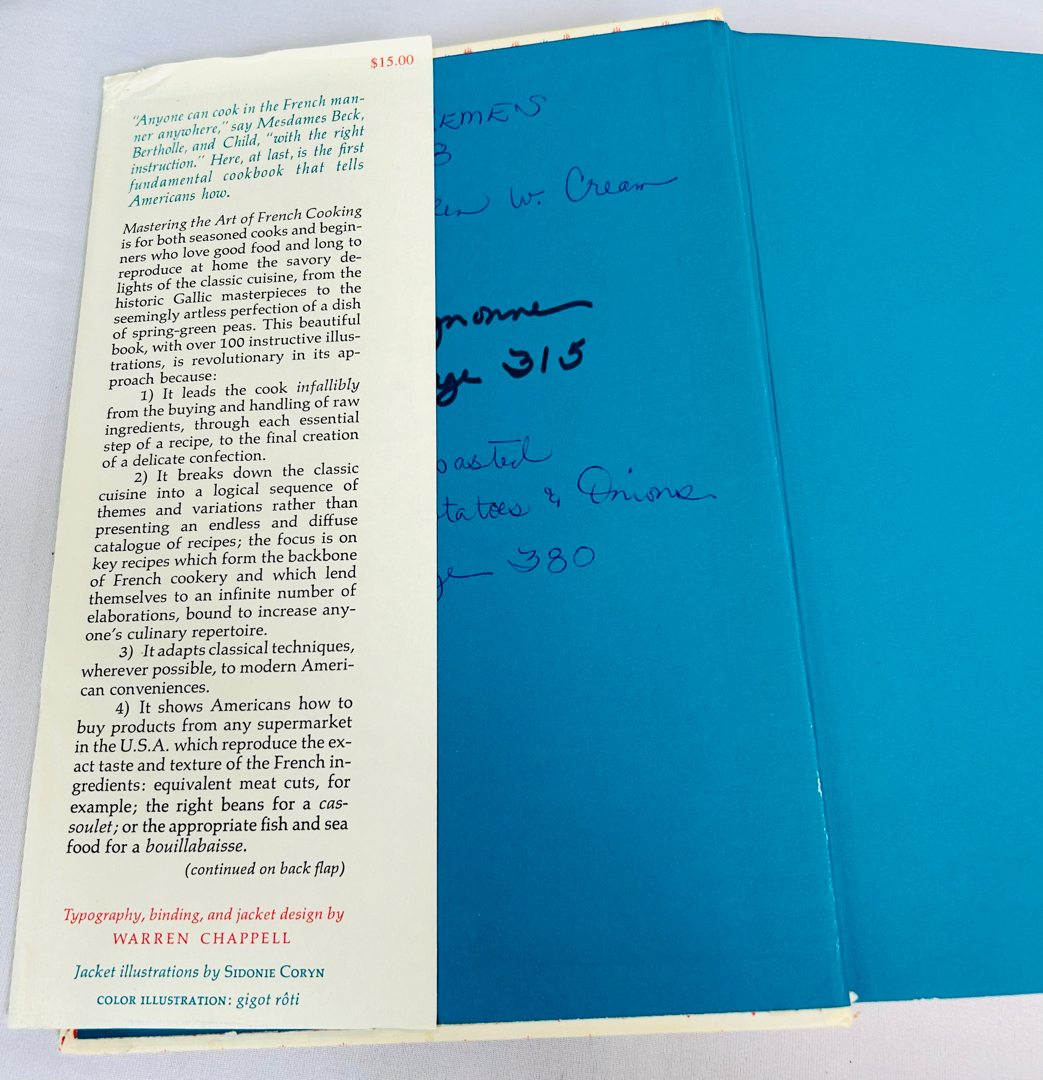 $15.00
"Anyone can cook in the French man-
ner anywhere," say Mesdames Beck,
Bertholle, and Child, "with the right
instruction." Here, at last, is the first
fundamental cookbook that tells
Americans how.
Mastering the Art of French Cooking
is for both seasoned cooks and begin-
ners who love good food and long to
reproduce at home the savory de-
lights of the classic cuisine, from the
historic Gallic masterpieces to the
seemingly artless perfection of a dish
of spring-green peas. This beautiful
book, with over 100 instructive illus-
trations, is revolutionary in its ap-
proach because:
1) It leads the cook infallibly
from the buying and handling of raw
ingredients, through each essential
step of a recipe, to the final creation
of a delicate confection.
2) It breaks down the classic
cuisine into a logical sequence of
themes and variations rather than
presenting an endless and diffuse
catalogue of recipes; the focus is on
key recipes which form the backbone
of French cookery and which lend
themselves to an infinite number of
elaborations, bound to increase any-
one's culinary repertoire.
3) It adapts classical techniques,
wherever possible, to modern Ameri-
can conveniences.
4) It shows Americans how to
buy products from any supermarket
in the U.S.A. which reproduce the ex-
act taste and texture of the French in-
gredients: equivalent meat cuts, for
example; the right beans for a cas-
soulet; or the appropriate fish and sea
food for a bouillabaisse.
(continued on back flap)
Typography, binding, and jacket design by
WARREN CHAPPELL
Jacket illustrations by SIDONIE CORYN
COLOR ILLUSTRATION: gigot rôti
EMEN
W. Cream
onne
ge 315
oasted
tatoes & Onions
ge 380